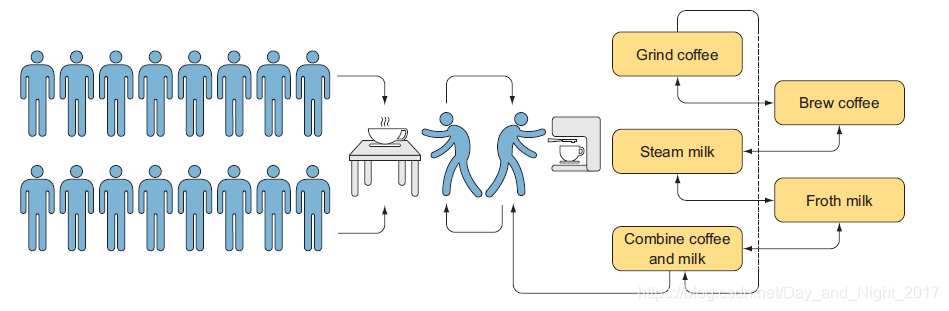 Grind coffee
Brew coffee
Steam milk
Froth milk
Combine coffee
and milk
https://blog.csdn.net/Day_and_Night_2017